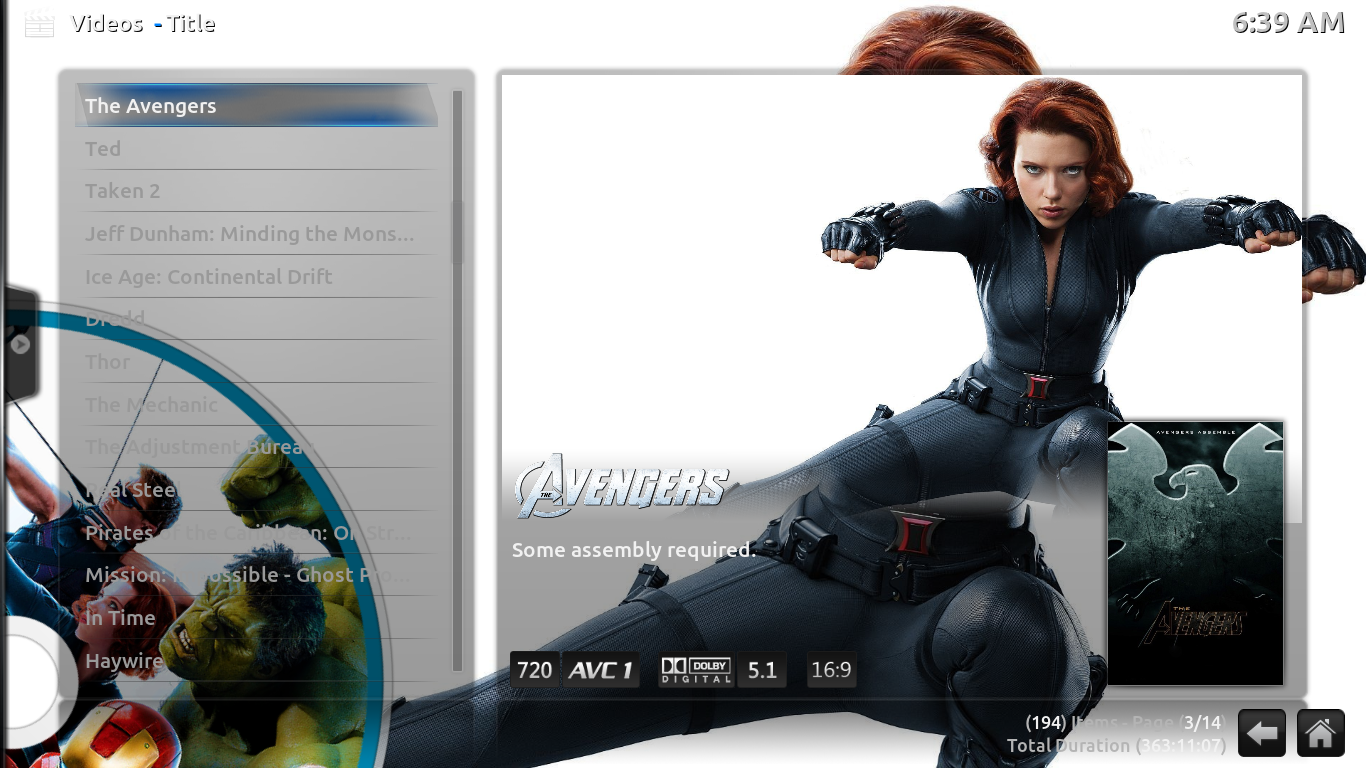 Videos - Title
6:39 AM
The Avengers
Ted
Taken 2
Jeff Dunham: Minding the Mons...
Ice Age: Continental Drift
Dredd
Thor
The Mechanic
The Adjustment Bureau
Real Steel
Pirates of the Caribbean: On Str...
Mission: Impossible - Ghost Pro...
In Time
Haywire
THE AVENGERS
Some assembly required.
720 AVC 1 DOLBY DIGITAL 5.1 16:9
AVENGERS ASSEMBLE
THE
AVENGERS
(194) Items - Page (3/14)
Total Duration (363:11:07)